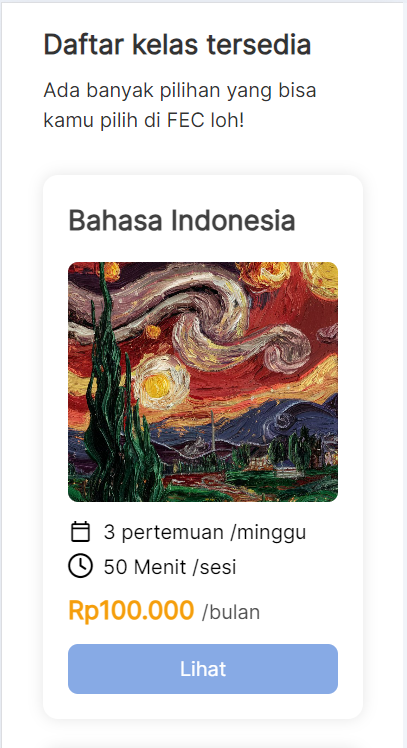 Daftar kelas tersedia
Ada banyak pilihan yang bisa
kamu pilih di FEC loh!
Bahasa Indonesia
3 pertemuan /minggu
50 Menit /sesi
Rp100.000 /bulan
Lihat